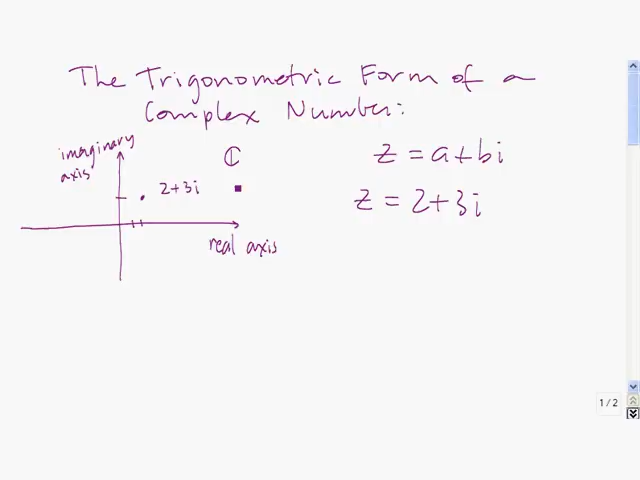 The Trigonometric Form of a
Complex Number:
imaginary
axis
ℂ
z = a+bi
2+3i
z = 2+3i
real axis
1/2